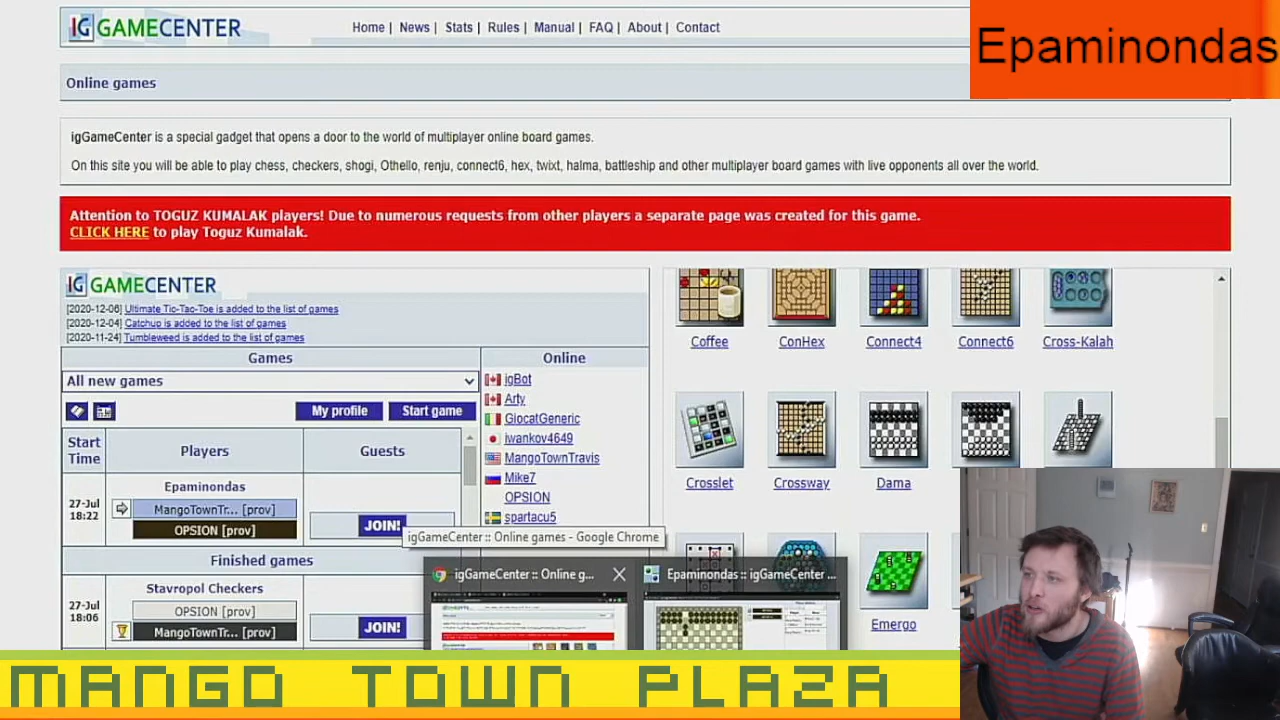 IG GAMECENTER
Home | News | Stats | Rules | Manual | FAQ | About | Contact
Epaminondas
Online games
igGameCenter is a special gadget that opens a door to the world of multiplayer online board games.
On this site you will be able to play chess, checkers, shogi, Othello, renju, connect6, hex, twixt, halma, battleship and other multiplayer board games with live opponents all over the world.
Attention to TOGUZ KUMALAK players! Due to numerous requests from other players a separate page was created for this game.
CLICK HERE to play Toguz Kumalak.
IG GAMECENTER
[2020-12-06] Ultimate Tic-Tac-Toe is added to the list of games
[2020-12-04] Catchup is added to the list of games
[2020-11-24] Tumbleweed is added to the list of games
Games
Online
All new games
My profile
Start game
Start Time
Players
Guests
Epaminondas
27-Jul
18:22
MangoTownTr... [prov]
OPSION [prov]
JOIN!
Finished games
Stavropol Checkers
27-Jul
18:06
OPSION [prov]
MangoTownTr... [prov]
JOIN!
igBot
Arty
GiocatGeneric
iwankov4649
MangoTownTravis
Mike7
OPSION
spartacu5
Coffee
ConHex
Connect4
Connect6
Cross-Kalah
Crosslet
Crossway
Dama
Emergo
igGameCenter :: Online games - Google Chrome
igGameCenter :: Online g...
Epaminondas :: igGameCenter ...
MANGO TOWN PLAZA